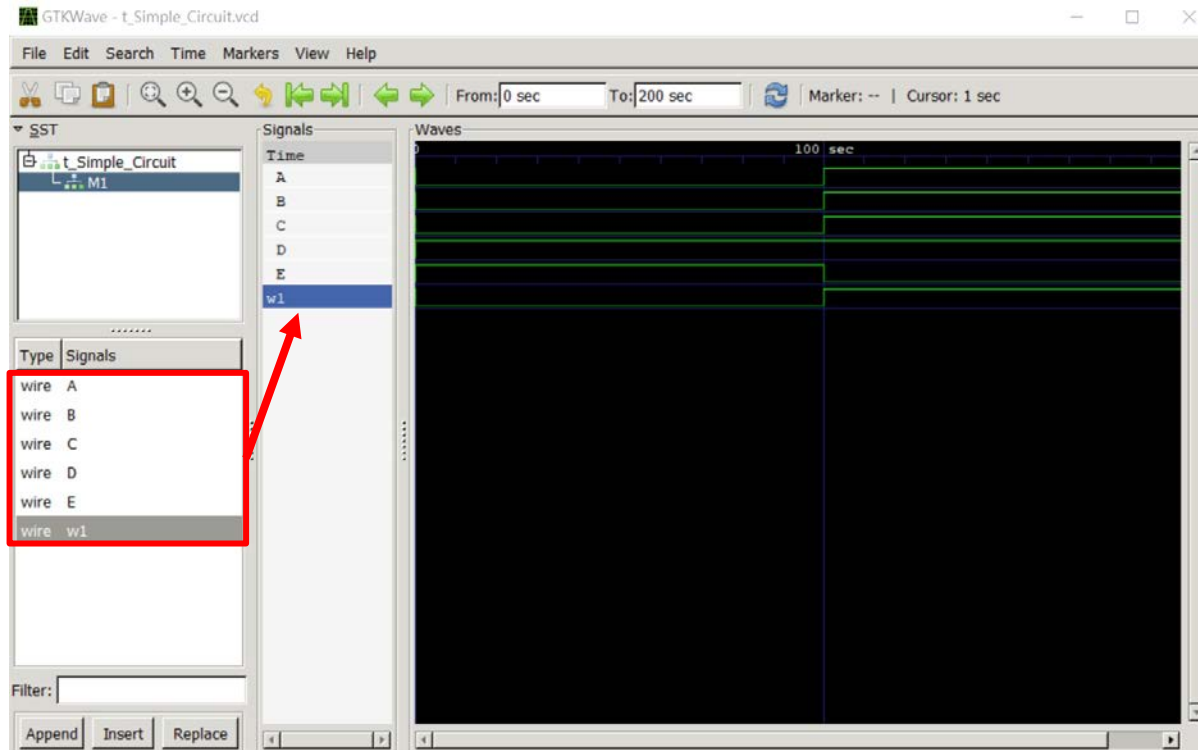 GTKWave - t_Simple_Circuit.vcd
File Edit Search Time Markers View Help
From: 0 sec To: 200 sec Marker: -- | Cursor: 1 sec
SST
t_Simple_Circuit
M1
Type Signals
wire A
wire B
wire C
wire D
wire E
wire w1
Filter:
Append Insert Replace
Signals
Time
A
B
C
D
E
w1
Waves
0 100 sec